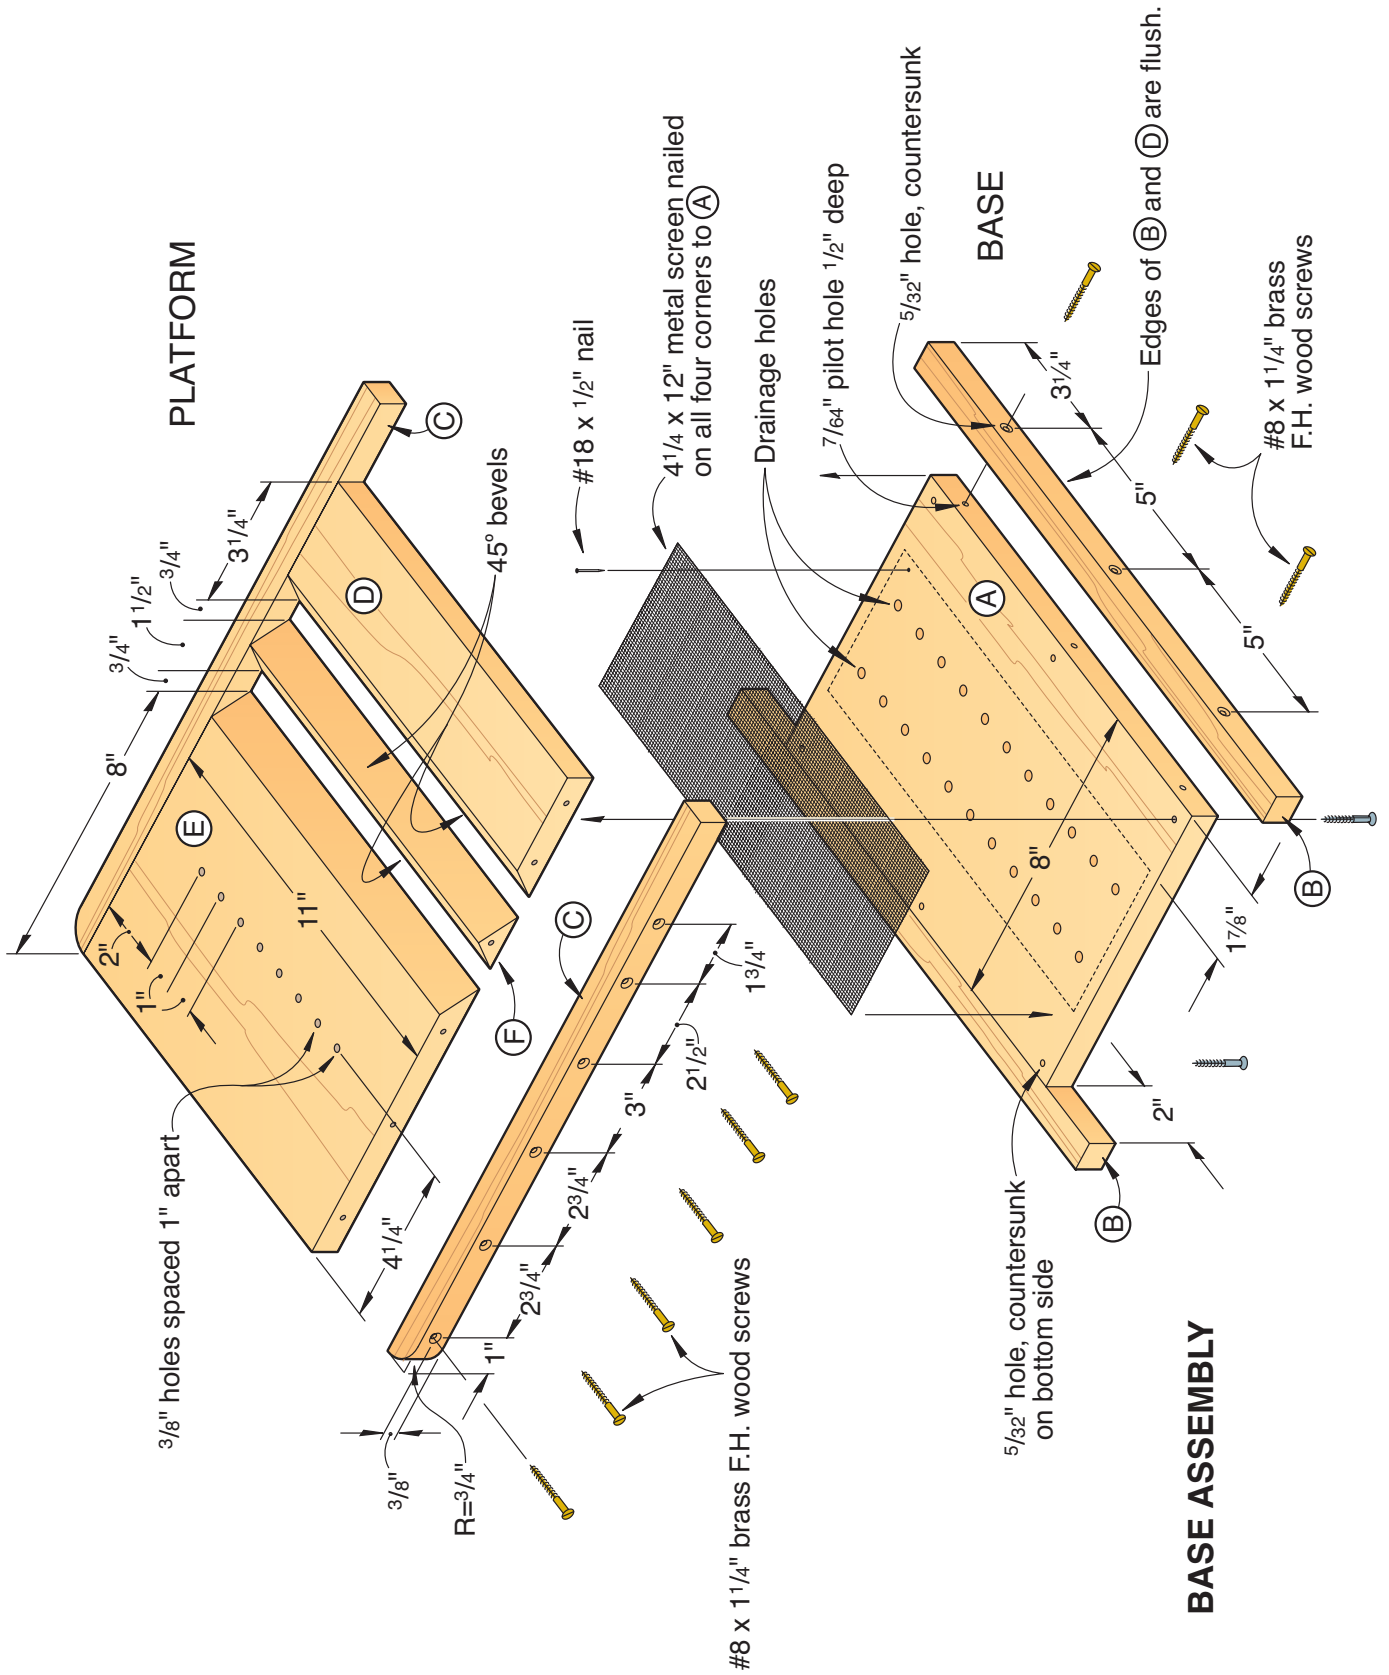 PLATFORM
8"
3/4"
1 1/2"
3/4"
3 1/4"
C
2"
1"
E
D
11"
45° bevels
F
3/8" holes spaced 1" apart
4 1/4"
#18 x 1/2" nail
4 1/4 x 12" metal screen nailed
on all four corners to A
Drainage holes
7/64" pilot hole 1/2" deep
5/32" hole, countersunk
BASE
Edges of B and D are flush.
#8 x 1 1/4" brass
F.H. wood screws
3 1/4"
5"
5"
A
8"
B
1 7/8"
2"
B
5/32" hole, countersunk
on bottom side
C
1 3/4"
2 1/2"
3"
2 3/4"
2 3/4"
1"
3/8"
R=3/4"
#8 x 1 1/4" brass F.H. wood screws
BASE ASSEMBLY